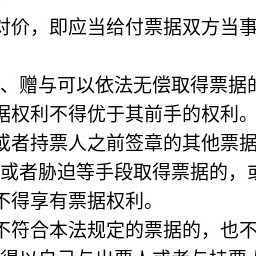 对价，即应当给付票据双方当事
、赠与可以依法无偿取得票据的
据权利不得优于其前手的权利。
或者持票人之前签章的其他票据
或者胁迫等手段取得票据的，或
不得享有票据权利。
不符合本法规定的票据的，也不